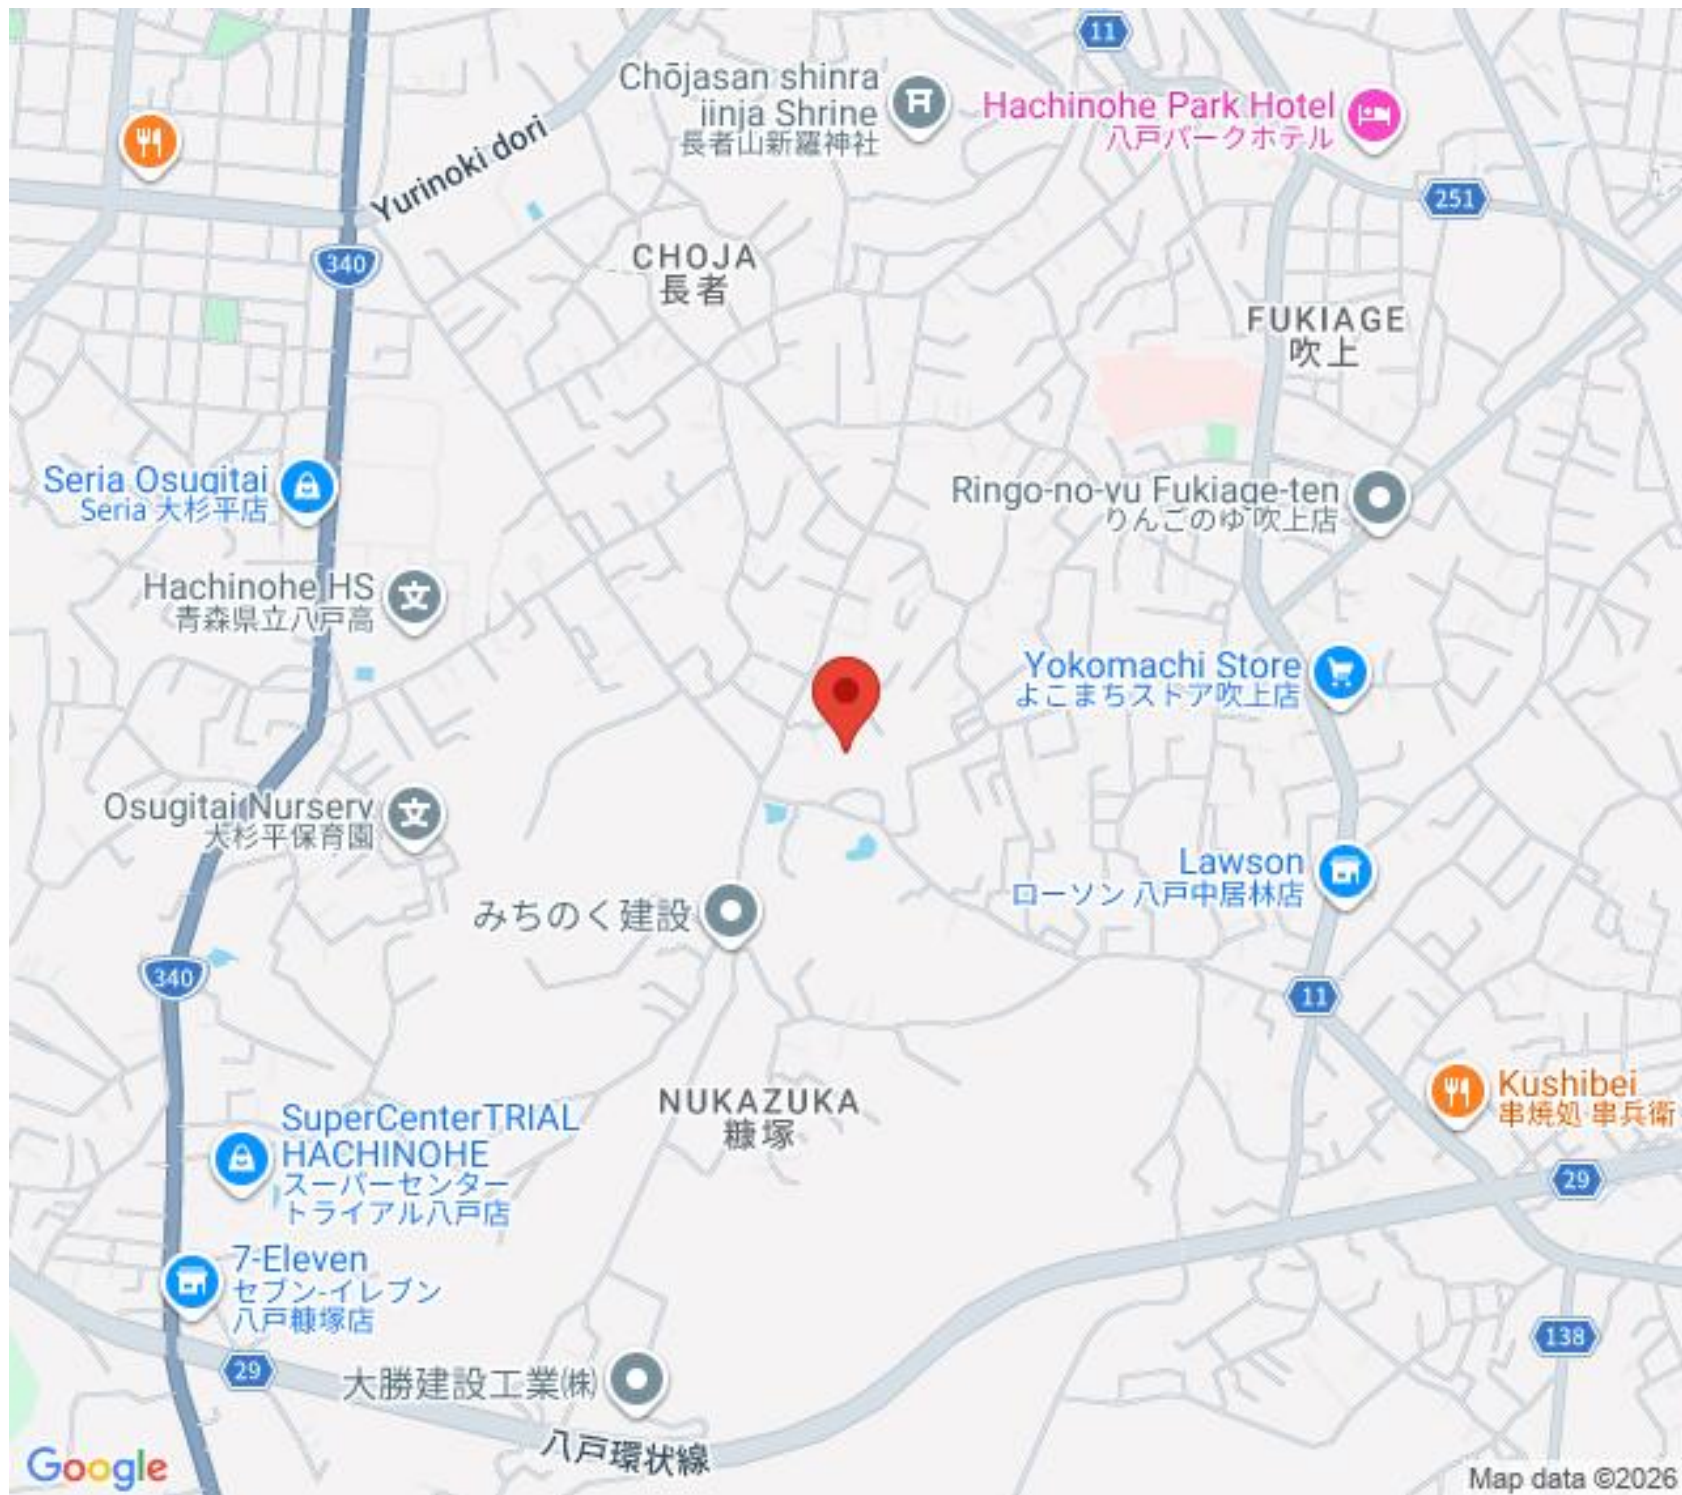 11
Chōjasan shinra
jinja Shrine
長者山新羅神社
Hachinohe Park Hotel
八戸パークホテル
Yurinoki dori
251
340
CHOJA
長者
FUKIAGE
吹上
Seria Osugitai
Seria 大杉平店
Ringo-no-yu Fukiage-ten
りんごのゆ 吹上店
Hachinohe HS
青森県立八戸高
Yokomachi Store
よこまちストア吹上店
Osugitai Nursery
大杉平保育園
Lawson
ローソン 八戸中居林店
みちのく建設
340
11
NUKAZUKA
糠塚
Kushibei
串焼処 串兵衛
SuperCenterTRIAL
HACHINOHE
スーパーセンター
トライアル八戸店
29
7-Eleven
セブン-イレブン
八戸糠塚店
138
29
大勝建設工業㈱
八戸環状線
Google
Map data ©2026